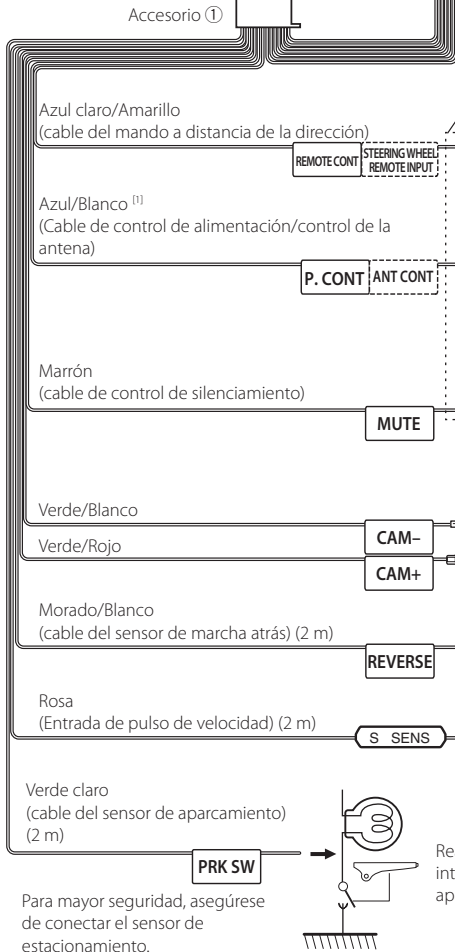 Accesorio ①
Azul claro/Amarillo
(cable del mando a distancia de la dirección)
REMOTE CONT
STEERING WHEEL
REMOTE INPUT
Azul/Blanco [1]
(Cable de control de alimentación/control de la
antena)
P. CONT
ANT CONT
Marrón
(cable de control de silenciamiento)
MUTE
Verde/Blanco
CAM–
Verde/Rojo
CAM+
Morado/Blanco
(cable del sensor de marcha atrás) (2 m)
REVERSE
Rosa
(Entrada de pulso de velocidad) (2 m)
S SENS
Verde claro
(cable del sensor de aparcamiento)
(2 m)
PRK SW
Para mayor seguridad, asegúrese
de conectar el sensor de
estacionamiento.